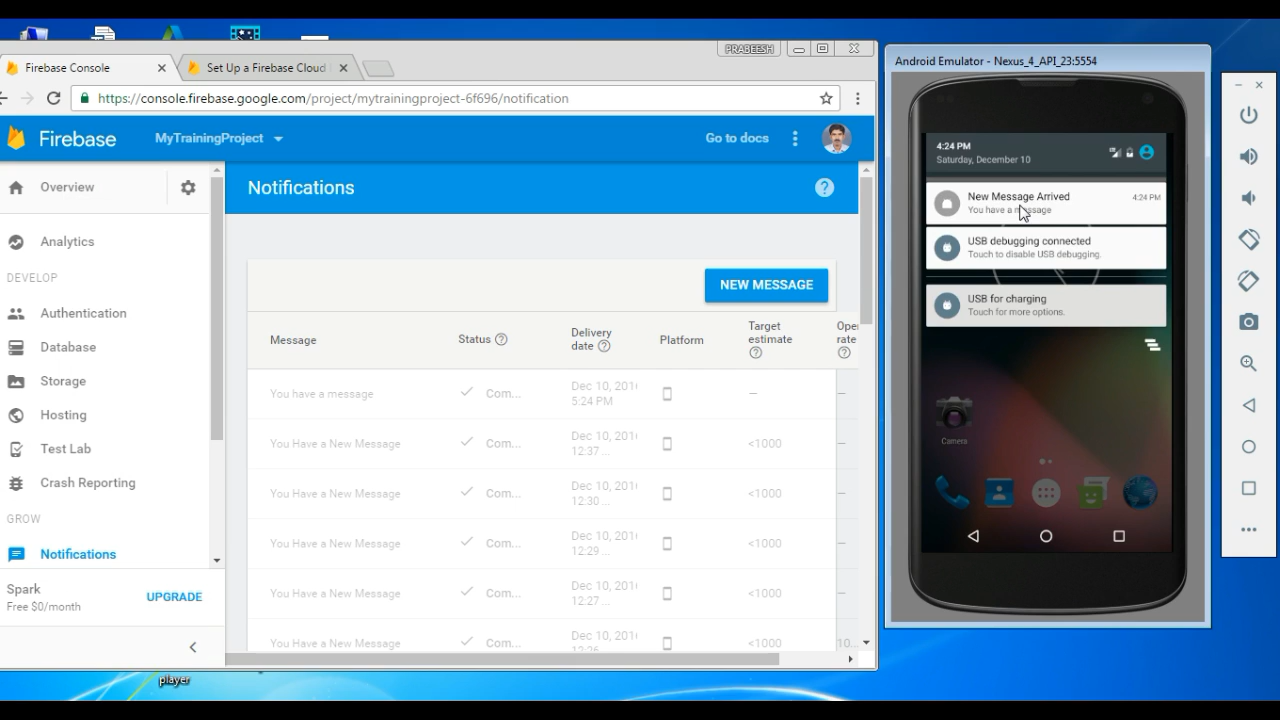 PRABEESH
Firebase Console
Set Up a Firebase Cloud
https://console.firebase.google.com/project/mytrainingproject-6f696/notification
Firebase
MyTrainingProject
Go to docs
Overview
Analytics
DEVELOP
Authentication
Database
Storage
Hosting
Test Lab
Crash Reporting
GROW
Notifications
Spark
Free $0/month
UPGRADE
Notifications
NEW MESSAGE
Message
Status
Delivery
date
Platform
Target
estimate
Oper
rate
You have a message
Com...
Dec 10, 201
5:24 PM
–
–
You Have a New Message
Com...
Dec 10, 201
12:37...
<1000
–
You Have a New Message
Com...
Dec 10, 201
12:30 ...
<1000
–
You Have a New Message
Com...
Dec 10, 201
12:29...
<1000
–
You Have a New Message
Com...
Dec 10, 201
12:27...
<1000
–
You Have a New Message
Com...
Dec 10, 201
12:26
<1000
10...
player
Android Emulator - Nexus_4_API_23:5554
4:24 PM
Saturday, December 10
New Message Arrived
4:24 PM
You have a message
USB debugging connected
Touch to disable USB debugging.
USB for charging
Touch for more options.
Camera